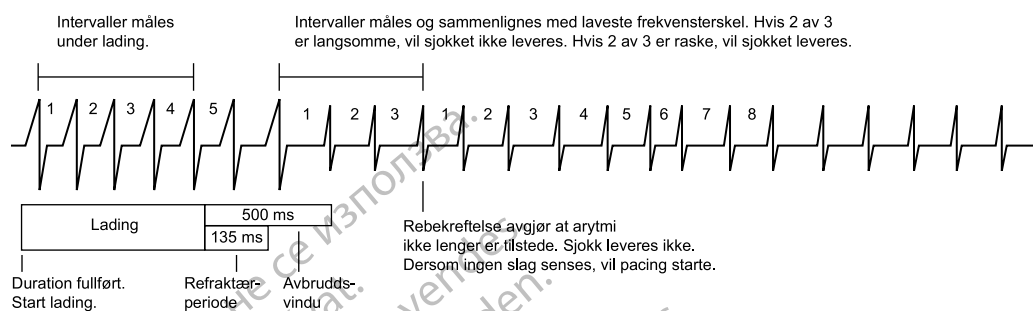 Intervaller måles
under lading.
Intervaller måles og sammenlignes med laveste frekvensterskel. Hvis 2 av 3
er langsomme, vil sjokket ikke leveres. Hvis 2 av 3 er raske, vil sjokket leveres.
1 2 3 4 5 1 2 3 1 2 3 4 5 6 7 8
Lading
500 ms
135 ms
Rebekreftelse avgjør at arytmi
ikke lenger er tilstede. Sjokk leveres ikke.
Dersom ingen slag senses, vil pacing starte.
Duration fullført.
Start lading.
Refraktær-
periode
Avbrudds-
vindu
не се използва.